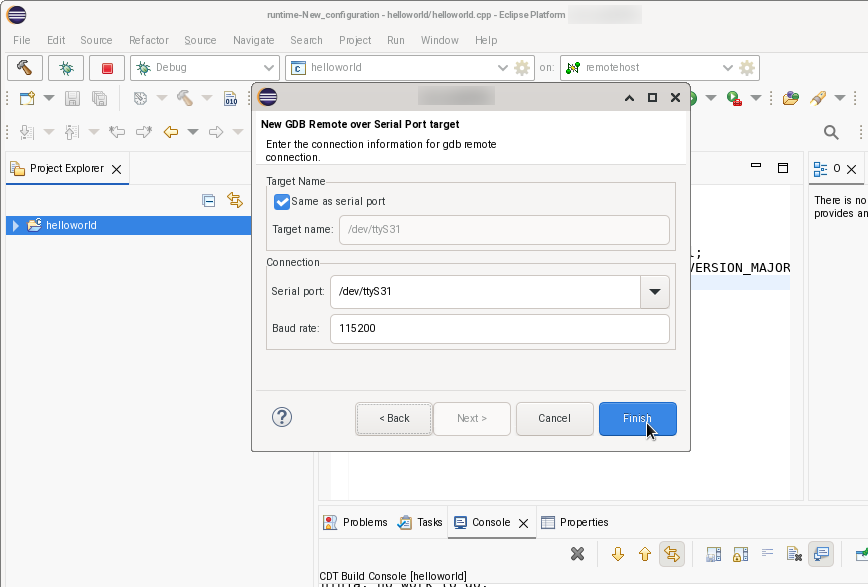 runtime-New_configuration - helloworld/helloworld.cpp - Eclipse Platform
File Edit Source Refactor Source Navigate Search Project Run Window Help
Debug helloworld on: remotehost
010
New GDB Remote over Serial Port target
Enter the connection information for gdb remote
connection.
Project Explorer
O
Target Name
Same as serial port
There is no
provides an
helloworld
Target name: /dev/ttyS31
;
Connection
VERSION_MAJOR
Serial port: /dev/ttyS31
Baud rate: 115200
< Back Next > Cancel Finish
Problems Tasks Console Properties
CDT Build Console [helloworld]